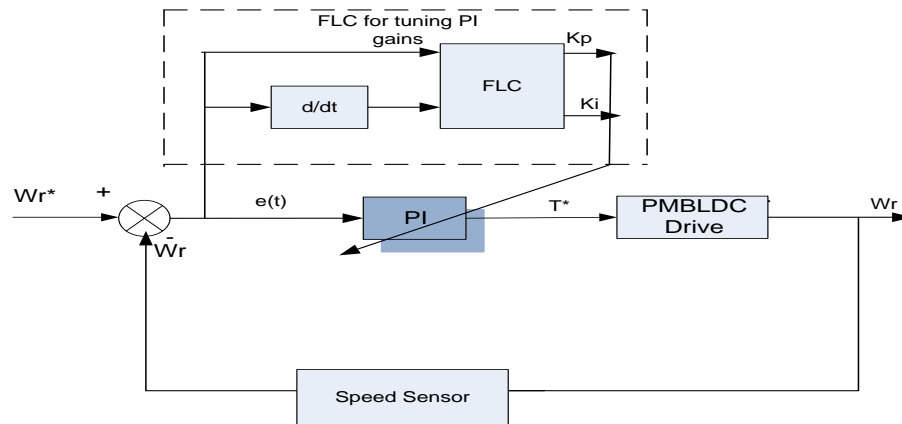 FLC for tuning PI
gains
Kp
FLC
d/dt
Ki
Wr*
+
e(t)
PI
T*
PMBLDC
Drive
Wr
-
Wr
Speed Sensor